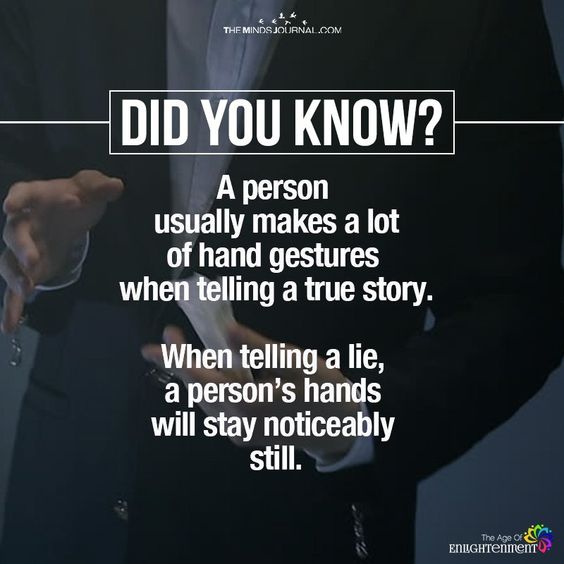 THEMINDSJOURNAL.COM
DID YOU KNOW?
A person
usually makes a lot
of hand gestures
when telling a true story.
When telling a lie,
a person's hands
will stay noticeably
still.
The Age Of
ENLIGHTENMENT